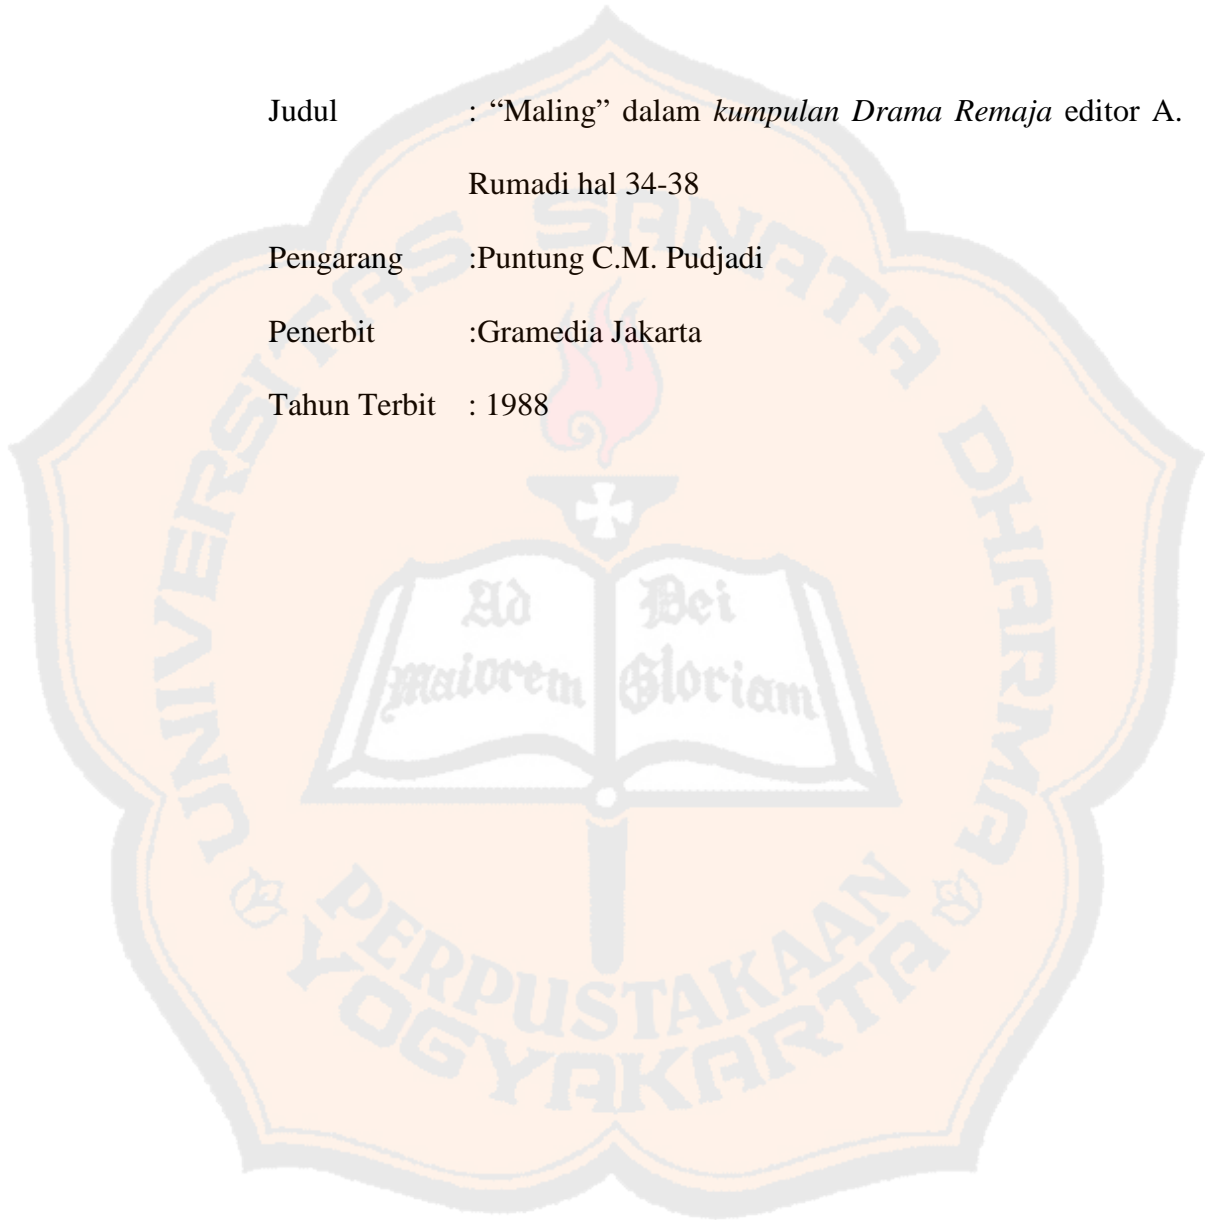 Judul : “Maling” dalam kumpulan Drama Remaja editor A.
Rumadi hal 34-38
Pengarang :Puntung C.M. Pudjadi
Penerbit :Gramedia Jakarta
Tahun Terbit : 1988
UNIVERSITAS SANATA DHARMA
Ad Dei
maiorem Gloriam
PERPUSTAKAAN
YOGYAKARTA